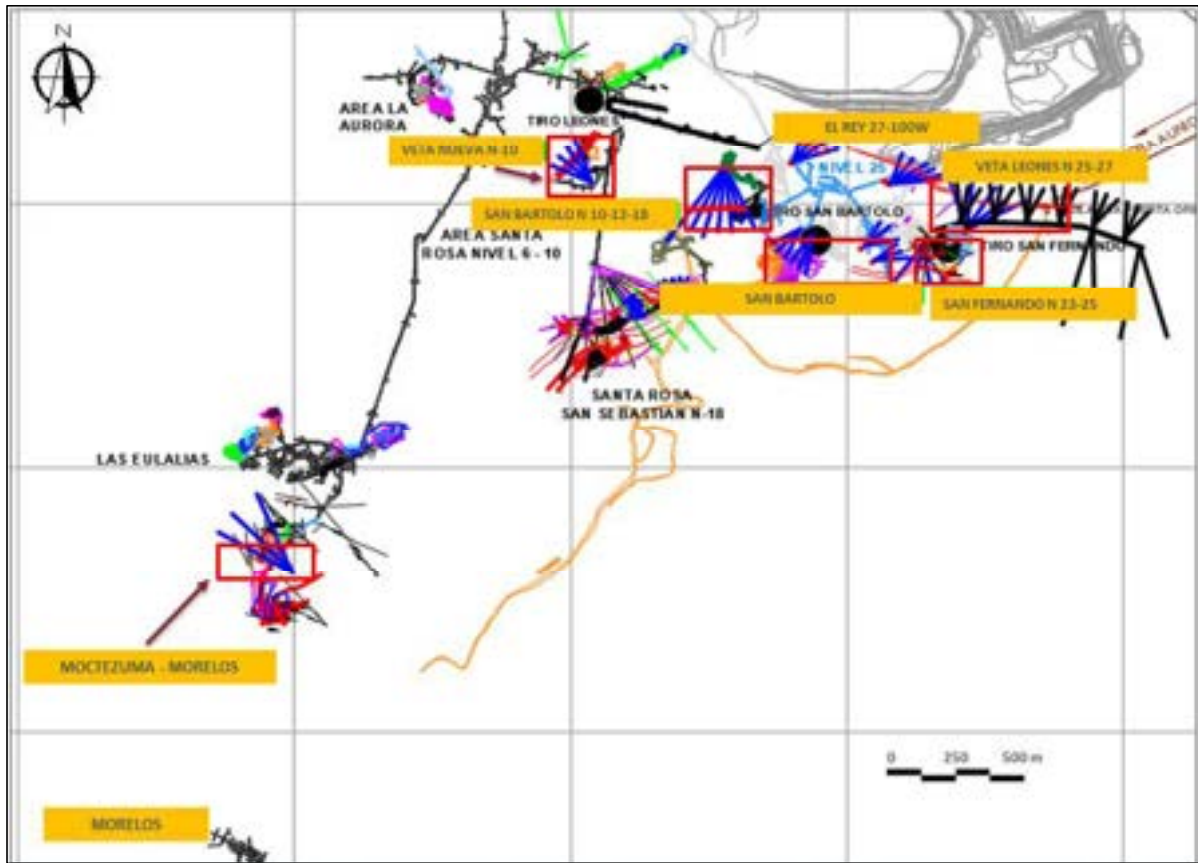 N
AREA LA
AURORA
TIRO LEONES
EL REY 27-100W
VETA NUEVA N-10
NIVEL 25
VETA LEONES N 25-27
SAN BARTOLO N 10-13-18
TIRO SAN BARTOLO
AREA SANTA
ROSA NIVEL 6 - 10
TIRO SAN FERNANDO
SAN BARTOLO
SAN FERNANDO N 23-25
SANTA ROSA
SAN SEBASTIAN N-18
LAS EULALIAS
MOCTEZUMA - MORELOS
0 250 500 m
MORELOS